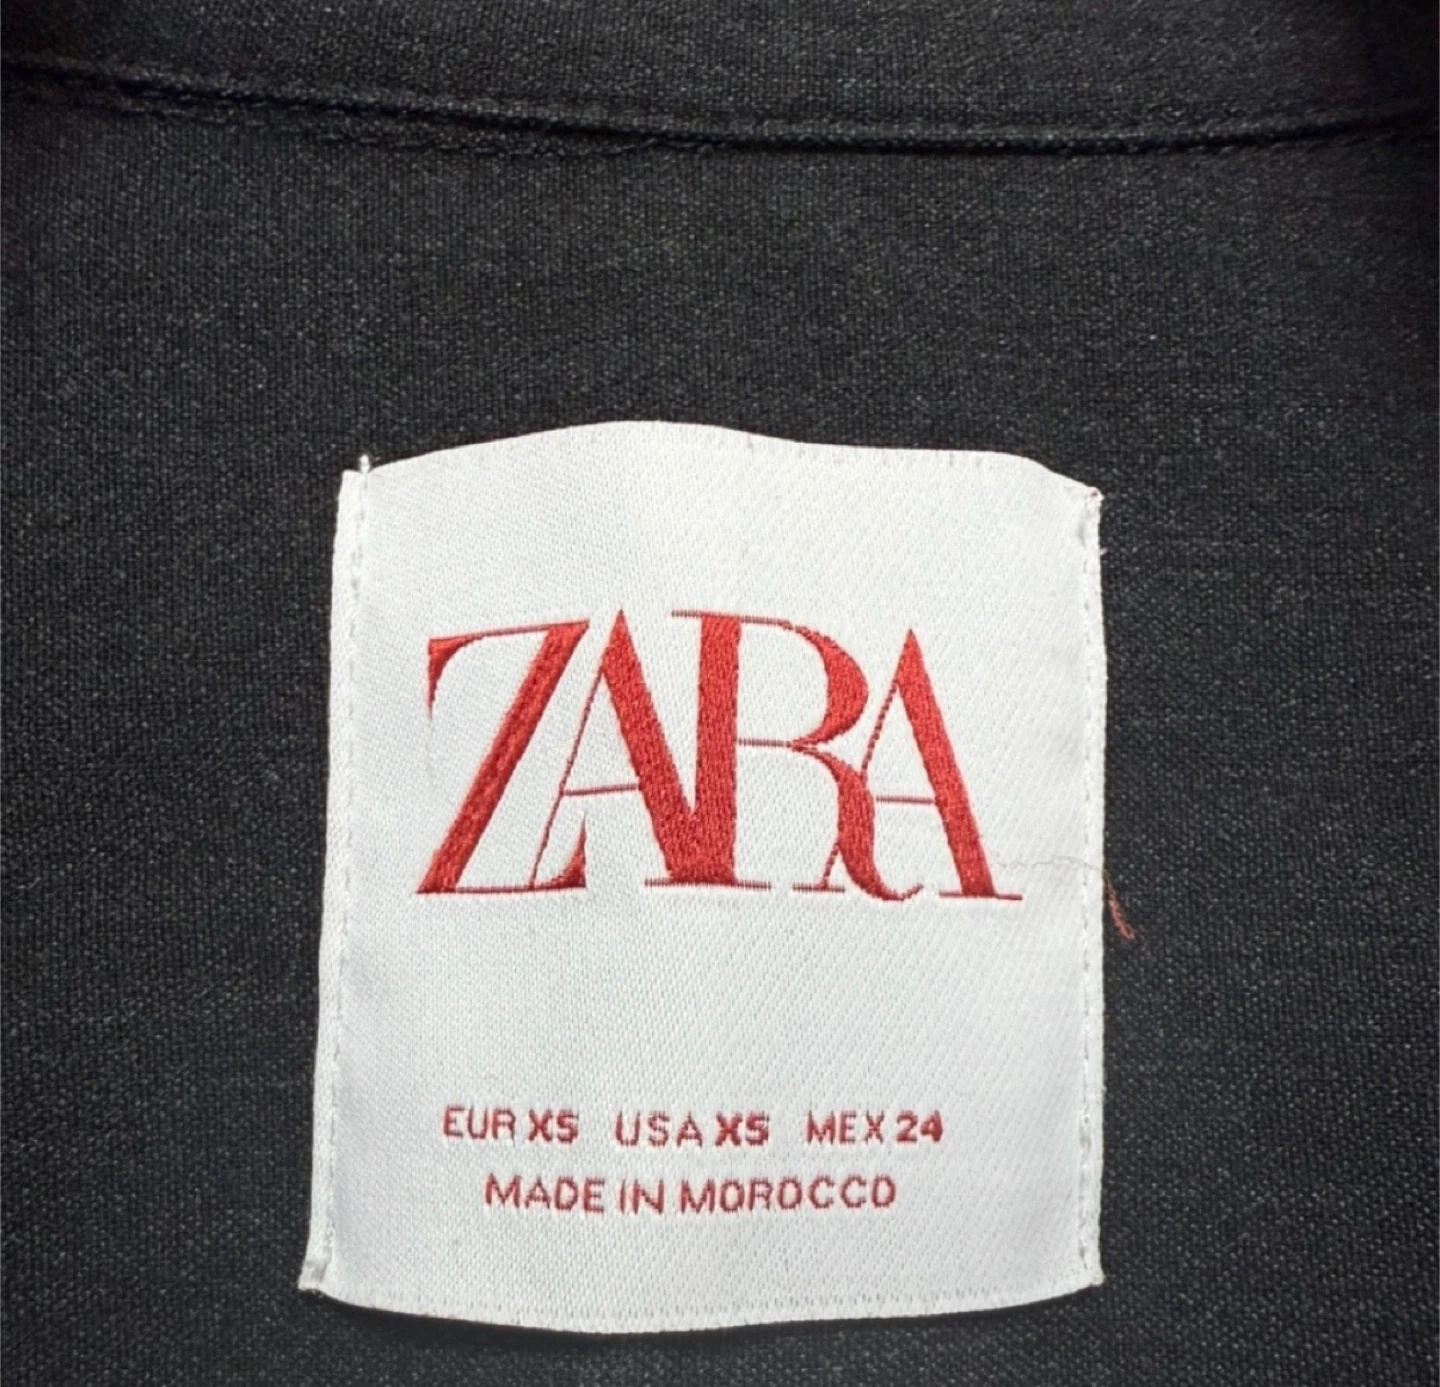 ZARA
EUR XS USA XS MEX 24
MADE IN MOROCCO